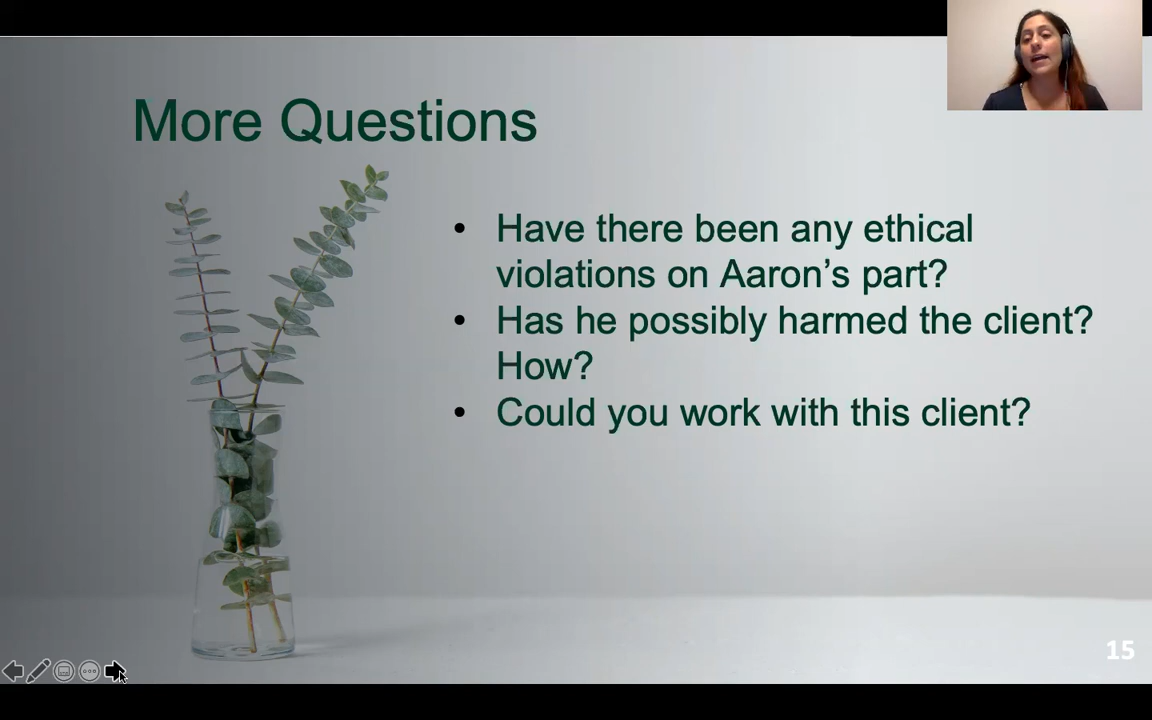 More Questions
• Have there been any ethical
violations on Aaron’s part?
• Has he possibly harmed the client?
How?
• Could you work with this client?
15